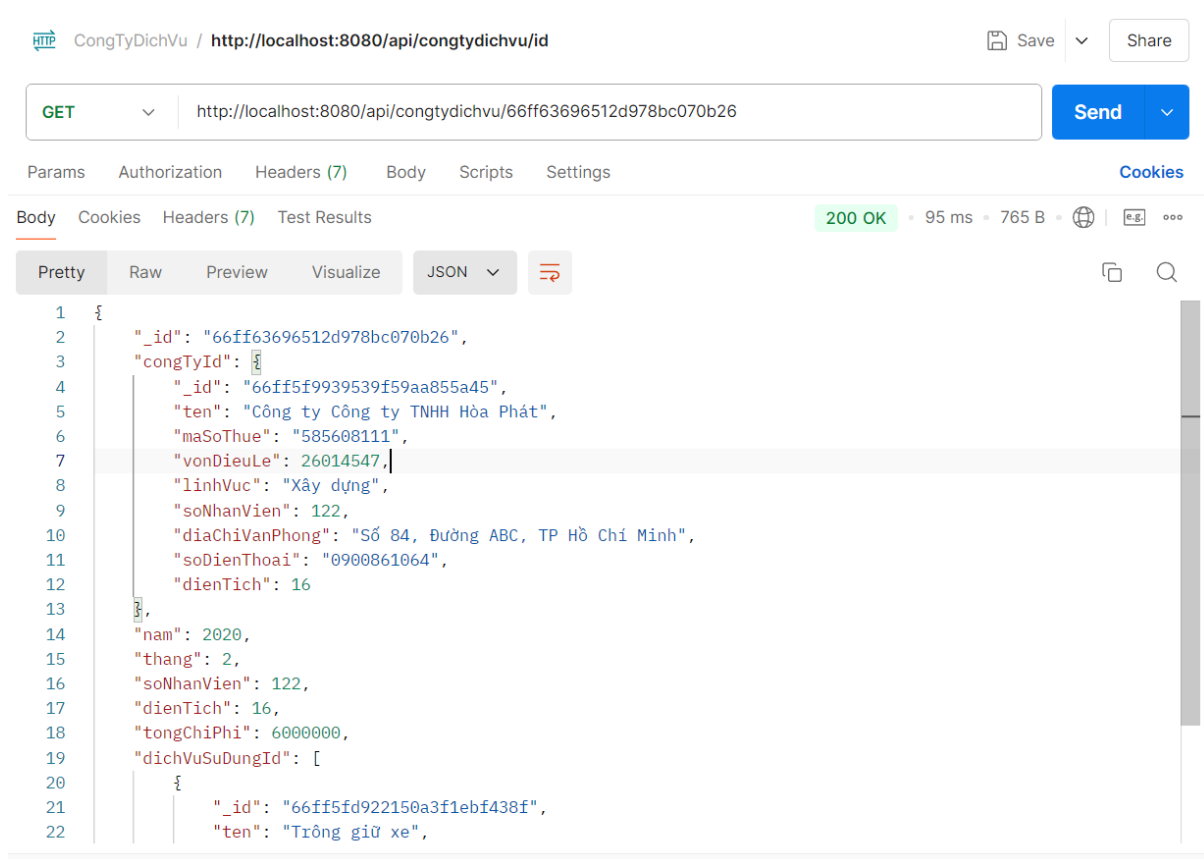 HTTP CongTyDichVu / http://localhost:8080/api/congtydichvu/id Save Share
GET http://localhost:8080/api/congtydichvu/66ff63696512d978bc070b26 Send
Params Authorization Headers (7) Body Scripts Settings Cookies
Body Cookies Headers (7) Test Results 200 OK 95 ms 765 B e.g.
Pretty Raw Preview Visualize JSON
1 {
2 "_id": "66ff63696512d978bc070b26",
3 "congTyId": {
4 "_id": "66ff5f9939539f59aa855a45",
5 "ten": "Công ty Công ty TNHH Hòa Phát",
6 "maSoThue": "585608111",
7 "vonDieuLe": 26014547,
8 "linhVuc": "Xây dựng",
9 "soNhanVien": 122,
10 "diaChiVanPhong": "Số 84, Đường ABC, TP Hồ Chí Minh",
11 "soDienThoai": "0900861064",
12 "dienTich": 16
13 },
14 "nam": 2020,
15 "thang": 2,
16 "soNhanVien": 122,
17 "dienTich": 16,
18 "tongChiPhi": 6000000,
19 "dichVuSuDungId": [
20 {
21 "_id": "66ff5fd922150a3f1ebf438f",
22 "ten": "Trông giữ xe",